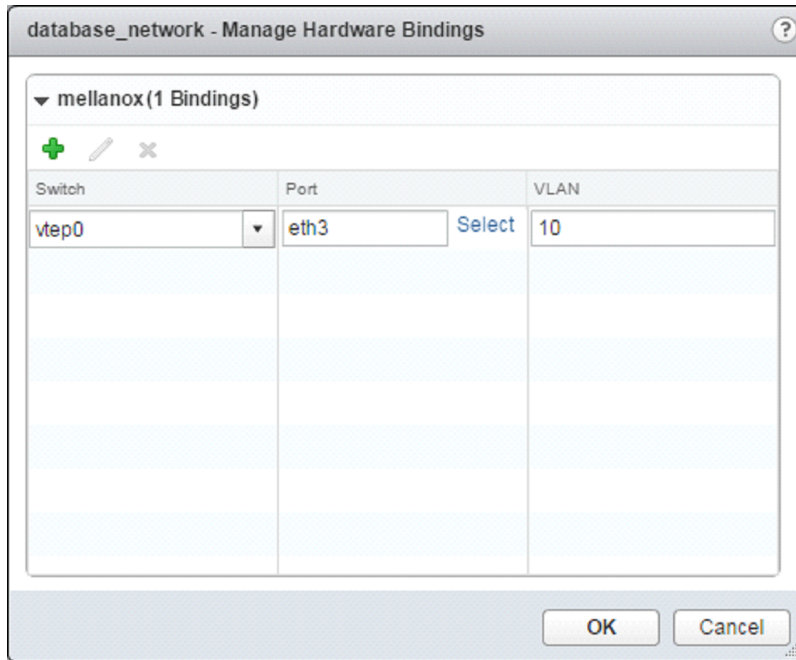 database_network - Manage Hardware Bindings ?
mellanox (1 Bindings)
Switch Port VLAN
vtep0 eth3 Select 10
OK Cancel